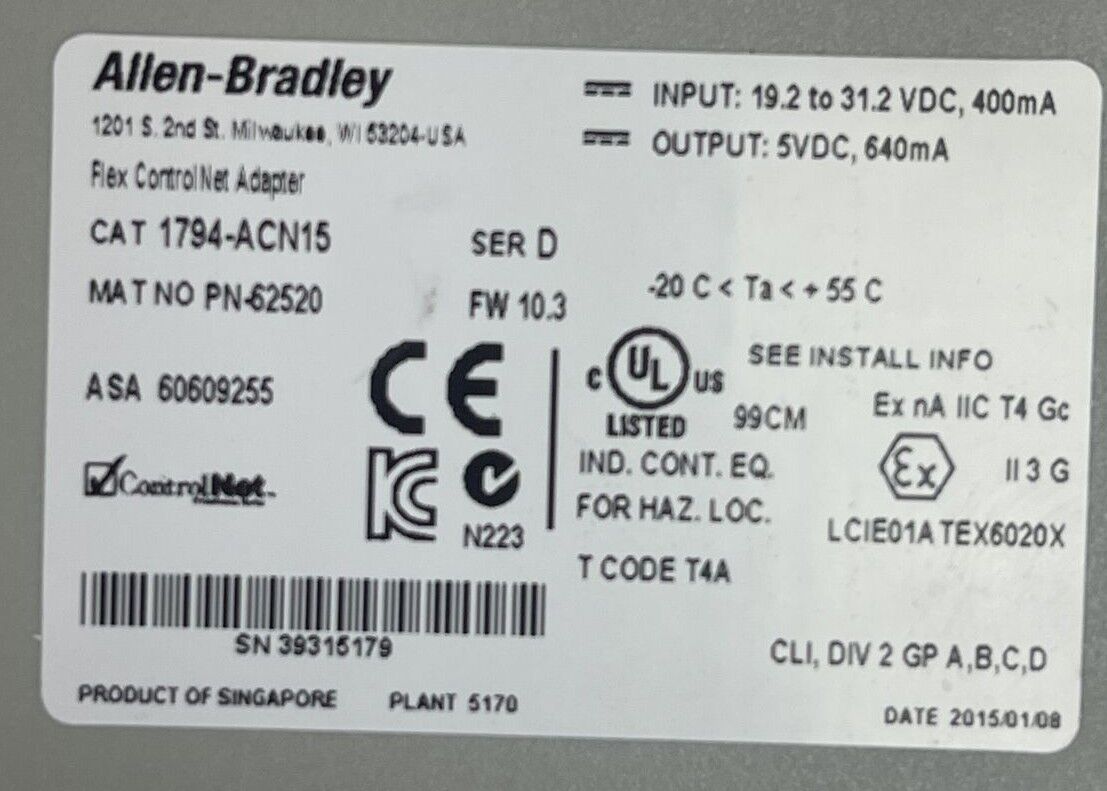 Allen-Bradley
1201 S. 2nd St. Milwaukee, WI 53204-USA
Flex ControlNet Adapter
CAT 1794-ACN15
SER D
MAT NO PN-62520
FW 10.3
ASA 60609255
INPUT: 19.2 to 31.2 VDC, 400mA
OUTPUT: 5VDC, 640mA
-20 C < Ta < + 55 C
CE
C UL US
LISTED
99CM
SEE INSTALL INFO
Ex nA IIC T4 Gc
Ex
II 3 G
IND. CONT. EQ.
FOR HAZ. LOC.
LCIE01ATEX6020X
T CODE T4A
ControlNet
KC
N223
SN 39315179
CLI, DIV 2 GP A,B,C,D
PRODUCT OF SINGAPORE
PLANT 5170
DATE 2015/01/08